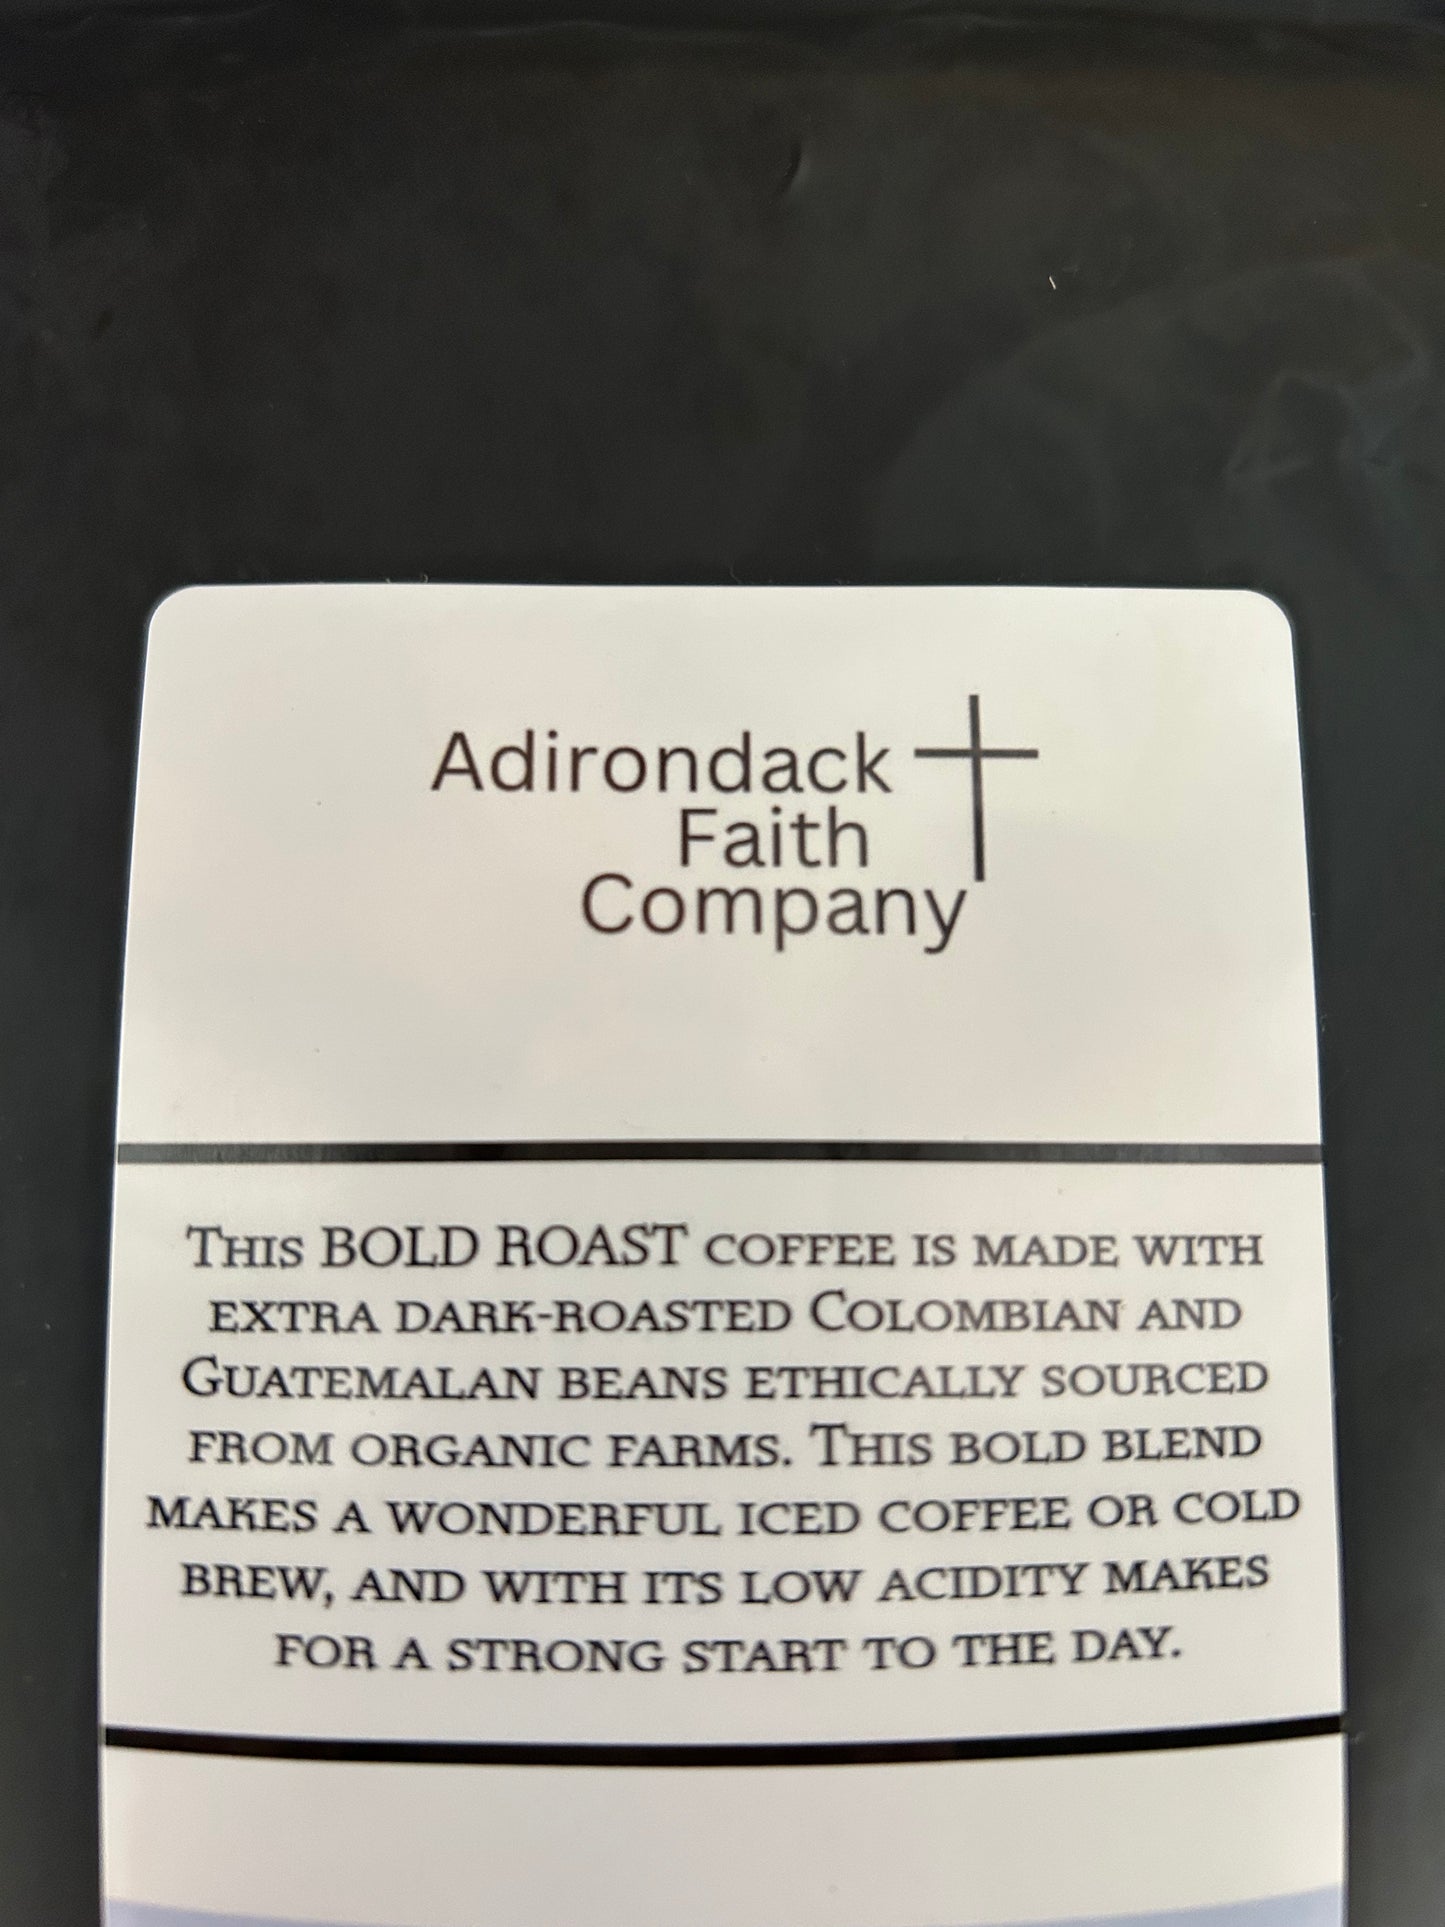 Adirondack
Faith
Company
This BOLD ROAST coffee is made with
extra dark-roasted Colombian and
Guatemalan beans ethically sourced
from organic farms. This bold blend
makes a wonderful iced coffee or cold
brew, and with its low acidity makes
for a strong start to the day.